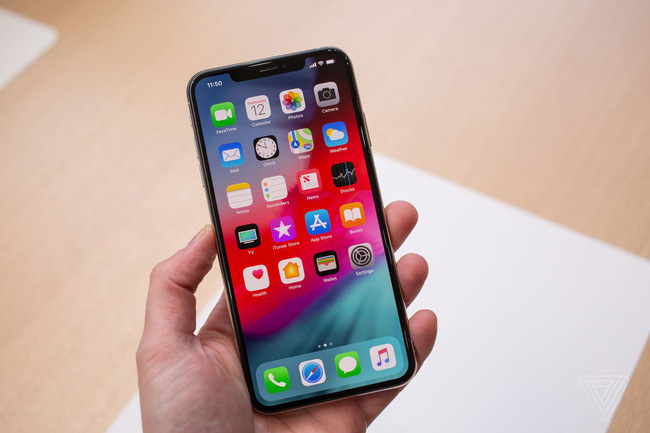 11:50
Wednesday
12
FaceTime
Calendar
Photos
Camera
Mail
Clock
Maps
Weather
Notes
Reminders
News
Stocks
TV
iTunes Store
App Store
Books
Health
Home
Wallet
Settings